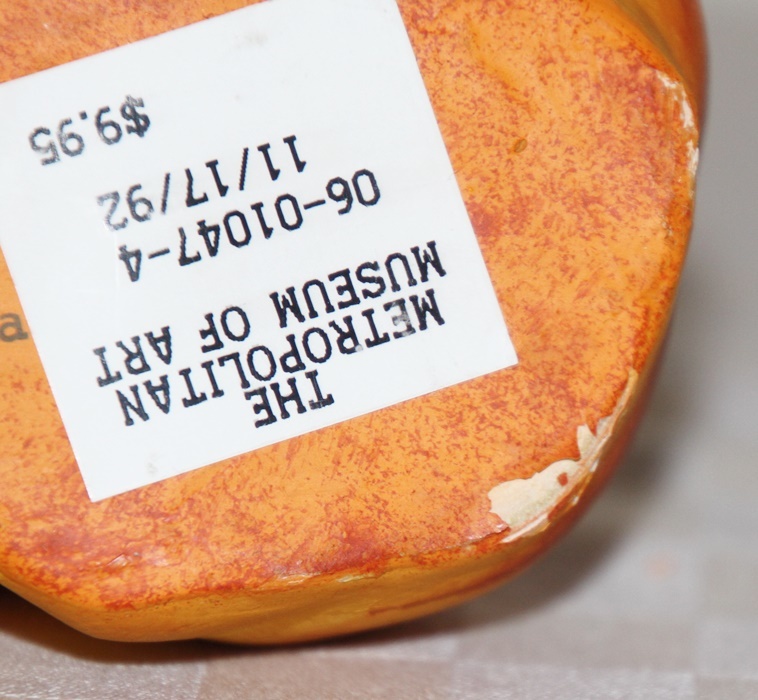 THE
METROPOLITAN
MUSEUM OF ART
06-01047-4
11/17/92
$9.95
a